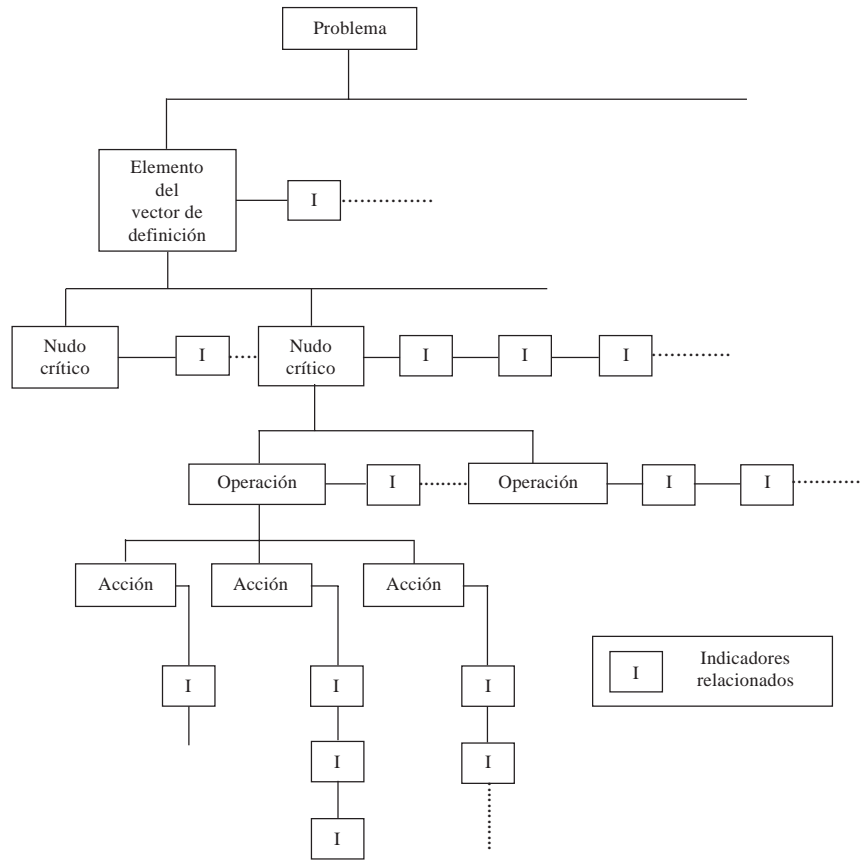 Problema
Elemento
del
vector de
definición
I
Nudo
crítico
I
Nudo
crítico
I
I
I
Operación
I
Operación
I
I
Acción
Acción
Acción
I
I
I
I
I
I
I
Indicadores
relacionados